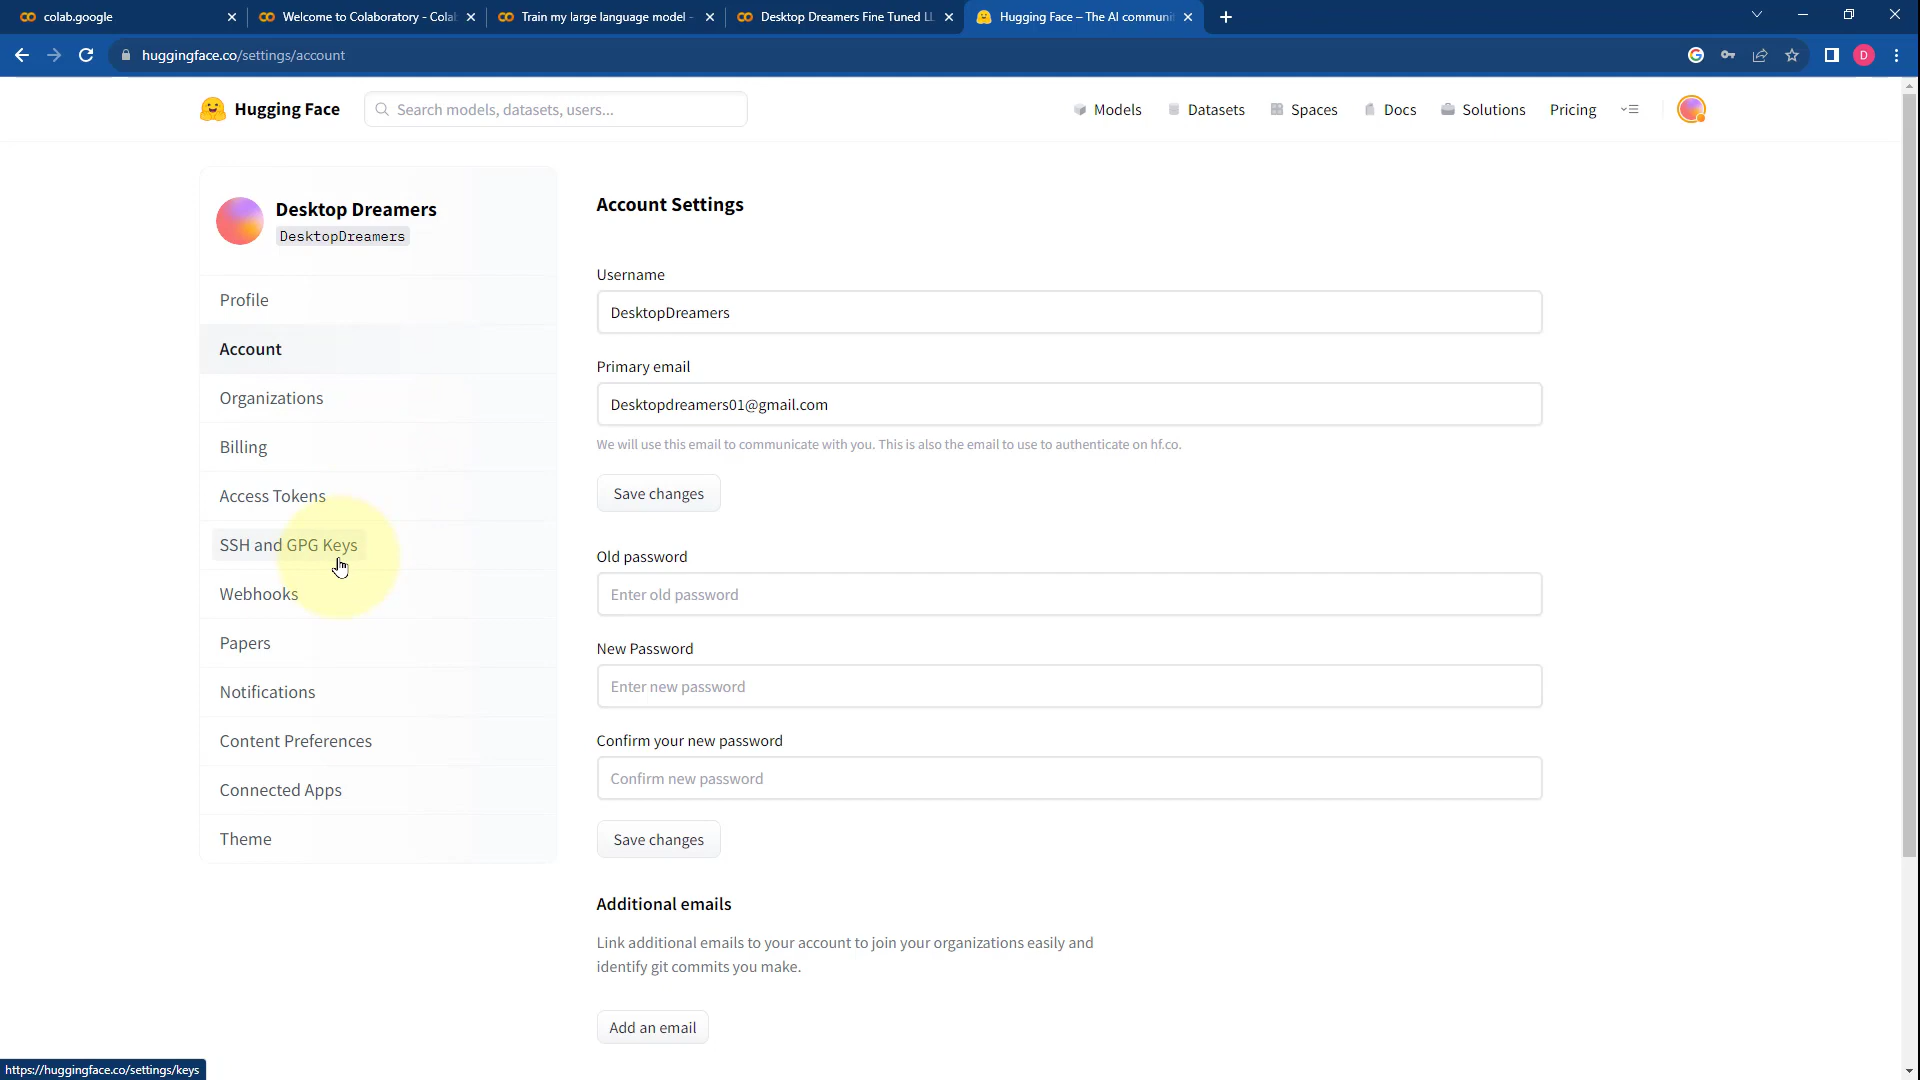 colab.google
Welcome to Colaboratory - Colab
Train my large language model -
Desktop Dreamers Fine Tuned LL
Hugging Face – The AI communit
huggingface.co/settings/account
D
Hugging Face
Search models, datasets, users...
Models
Datasets
Spaces
Docs
Solutions
Pricing
Desktop Dreamers
DesktopDreamers
Profile
Account
Organizations
Billing
Access Tokens
SSH and GPG Keys
Webhooks
Papers
Notifications
Content Preferences
Connected Apps
Theme
Account Settings
Username
DesktopDreamers
Primary email
Desktopdreamers01@gmail.com
We will use this email to communicate with you. This is also the email to use to authenticate on hf.co.
Save changes
Old password
Enter old password
New Password
Enter new password
Confirm your new password
Confirm new password
Save changes
Additional emails
Link additional emails to your account to join your organizations easily and
identify git commits you make.
Add an email
https://huggingface.co/settings/keys